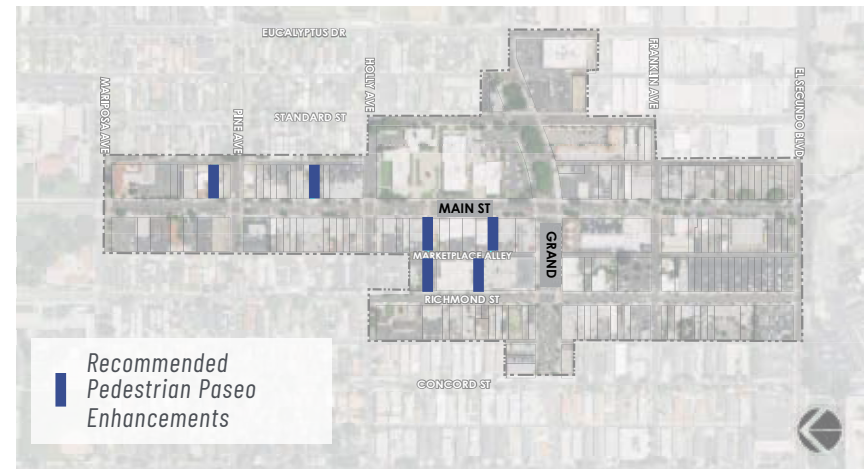 EUCALYPTUS DR
MARIPOSA AVE
PINE AVE
HOLLY AVE
FRANKLIN AVE
EL SEGUNDO BLVD
STANDARD ST
MAIN ST
GRAND
MARKETPLACE ALLEY
RICHMOND ST
CONCORD ST
Recommended
Pedestrian Paseo
Enhancements